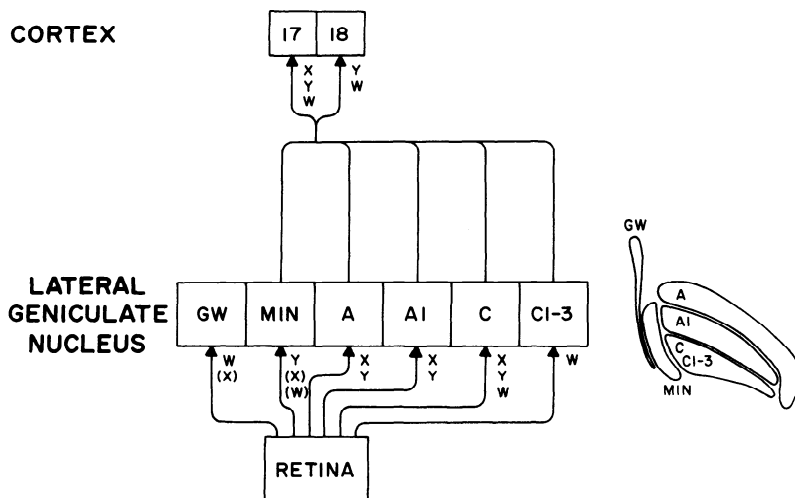 CORTEX
17 18
X
Y
W
Y
W
LATERAL
GENICULATE
NUCLEUS
GW MIN A A1 C C1-3
W
(X)
Y
(X)
(W)
X
Y
X
Y
X
Y
W
W
RETINA
GW
A
A1
C
C1-3
MIN